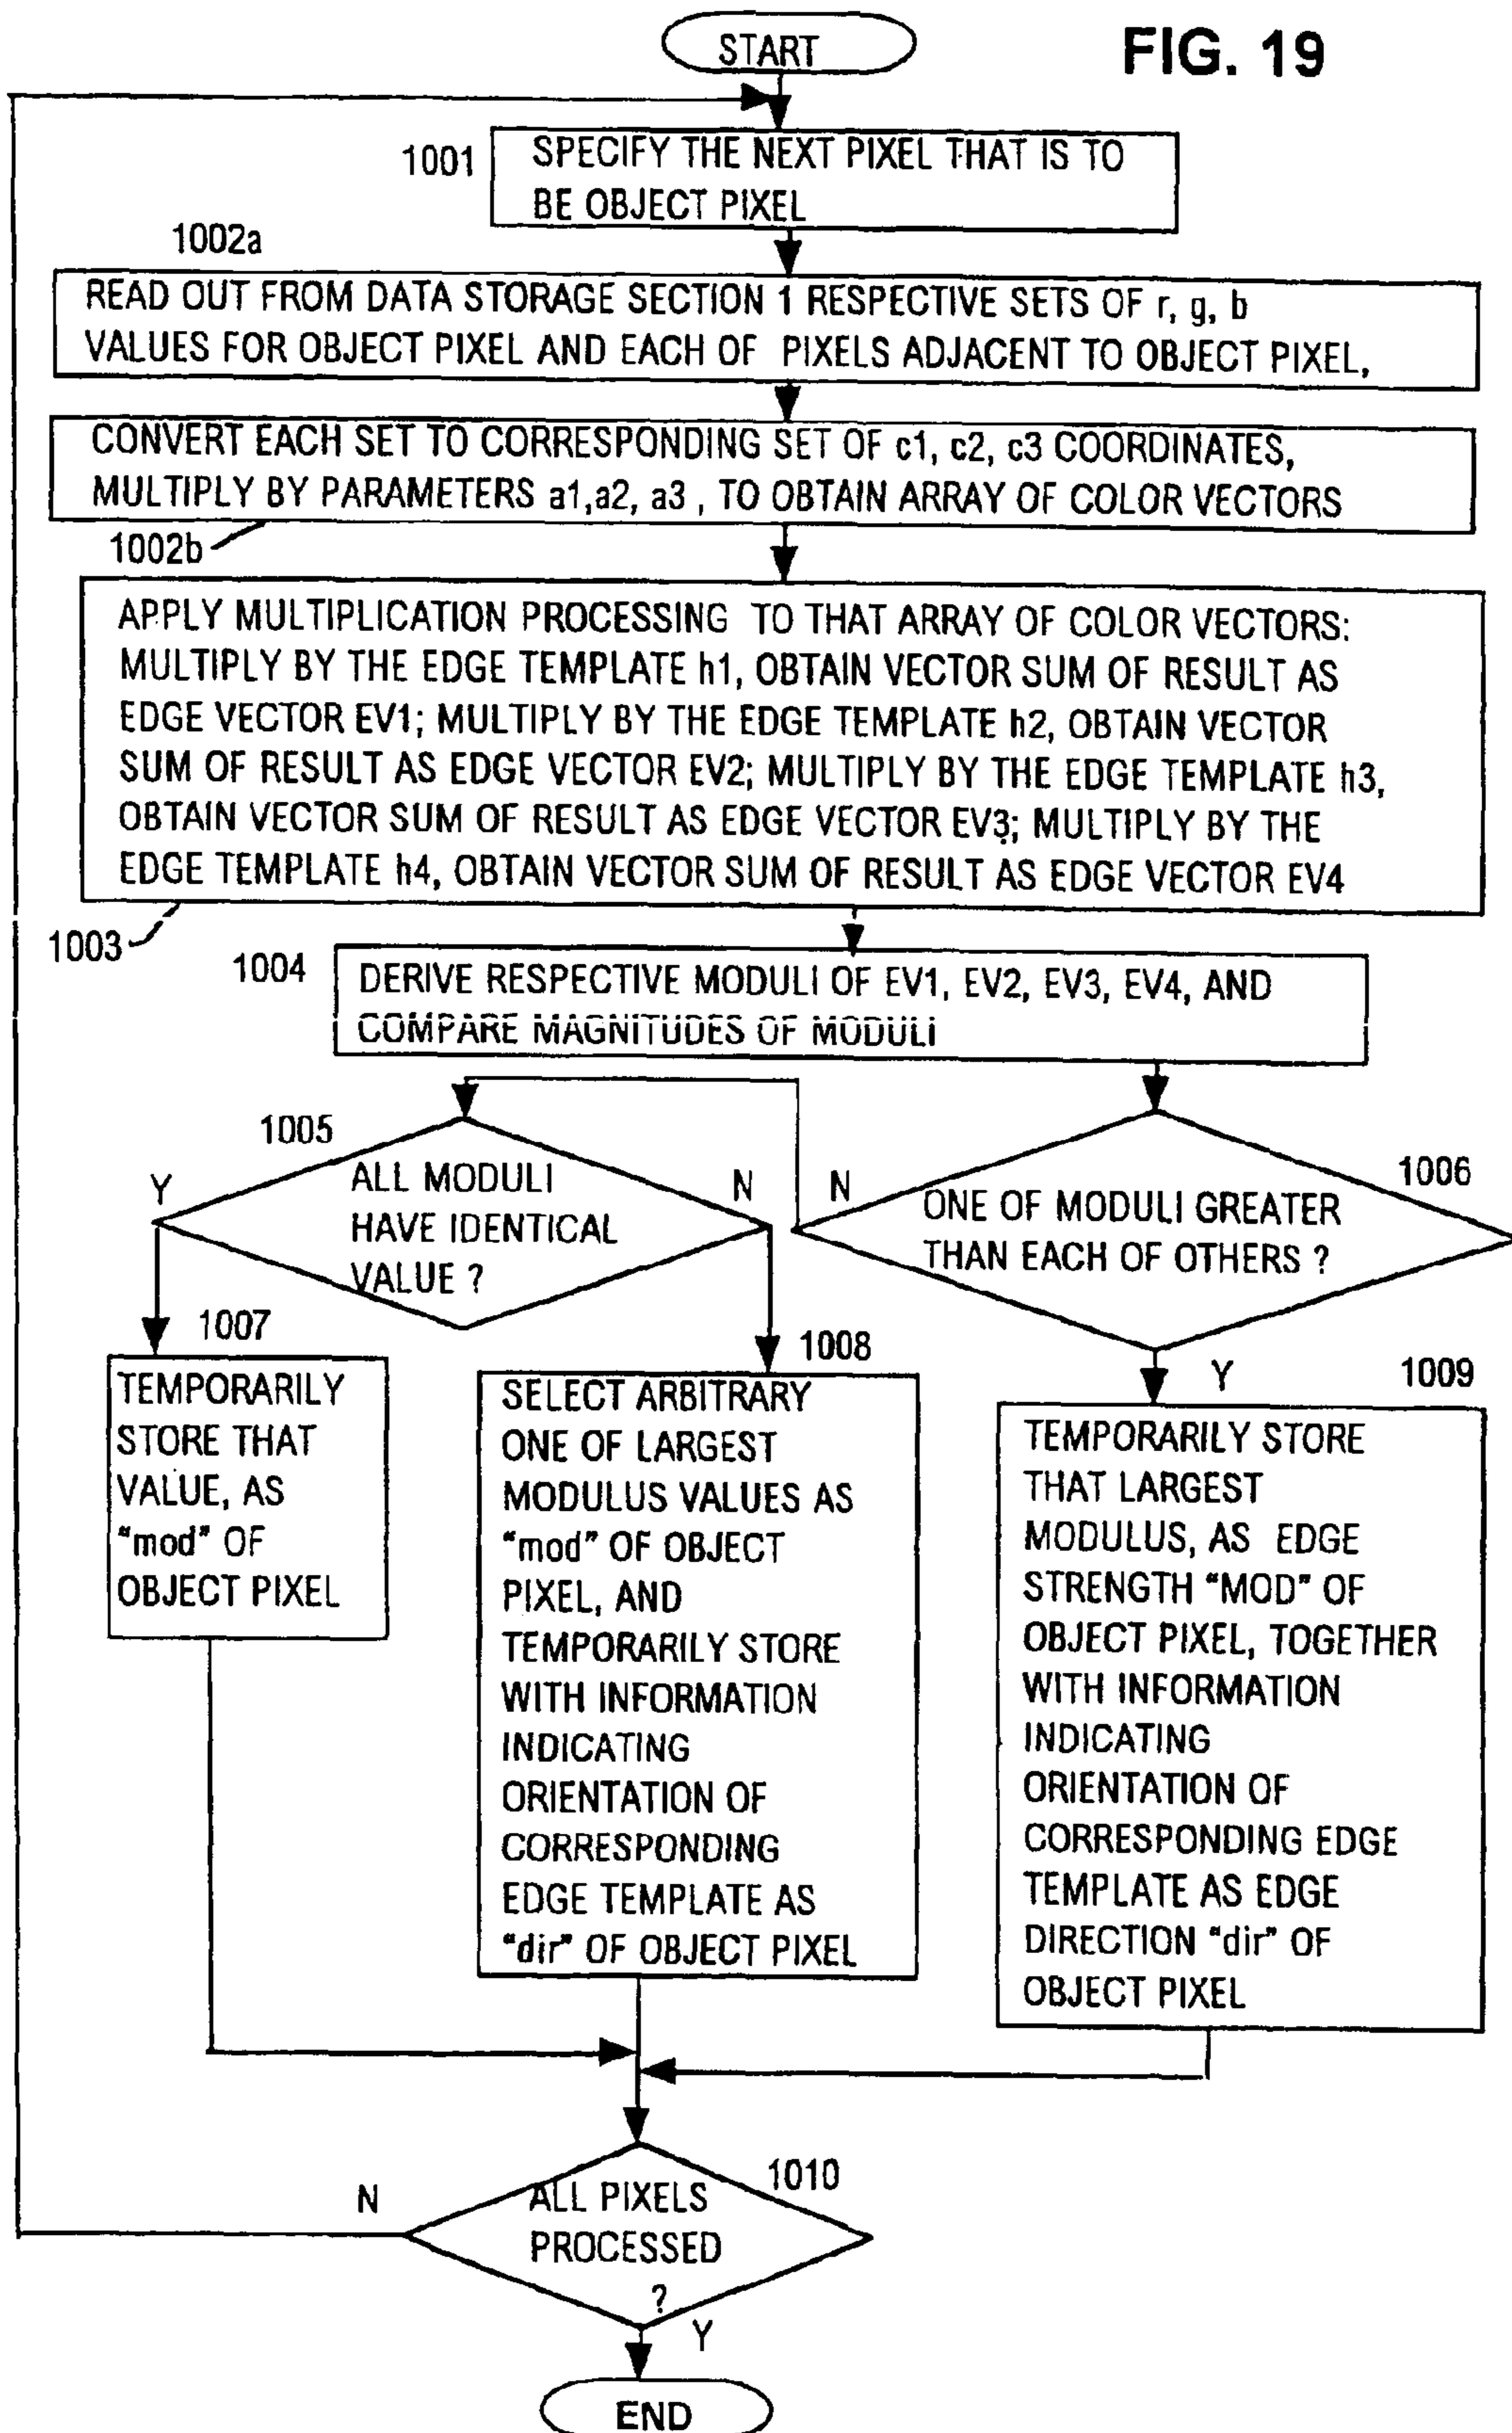 START
FIG. 19
1001
SPECIFY THE NEXT PIXEL THAT IS TO
BE OBJECT PIXEL
1002a
READ OUT FROM DATA STORAGE SECTION 1 RESPECTIVE SETS OF r, g, b
VALUES FOR OBJECT PIXEL AND EACH OF PIXELS ADJACENT TO OBJECT PIXEL,
CONVERT EACH SET TO CORRESPONDING SET OF c1, c2, c3 COORDINATES,
MULTIPLY BY PARAMETERS a1,a2, a3 , TO OBTAIN ARRAY OF COLOR VECTORS
1002b
APPLY MULTIPLICATION PROCESSING TO THAT ARRAY OF COLOR VECTORS:
MULTIPLY BY THE EDGE TEMPLATE h1, OBTAIN VECTOR SUM OF RESULT AS
EDGE VECTOR EV1; MULTIPLY BY THE EDGE TEMPLATE h2, OBTAIN VECTOR
SUM OF RESULT AS EDGE VECTOR EV2; MULTIPLY BY THE EDGE TEMPLATE h3,
OBTAIN VECTOR SUM OF RESULT AS EDGE VECTOR EV3; MULTIPLY BY THE
EDGE TEMPLATE h4, OBTAIN VECTOR SUM OF RESULT AS EDGE VECTOR EV4
1003
1004
DERIVE RESPECTIVE MODULI OF EV1, EV2, EV3, EV4, AND
COMPARE MAGNITUDES OF MODULI
1005
Y
ALL MODULI
HAVE IDENTICAL
VALUE ?
N
N
1006
ONE OF MODULI GREATER
THAN EACH OF OTHERS ?
Y
1007
TEMPORARILY
STORE THAT
VALUE, AS
"mod" OF
OBJECT PIXEL
1008
SELECT ARBITRARY
ONE OF LARGEST
MODULUS VALUES AS
"mod" OF OBJECT
PIXEL, AND
TEMPORARILY STORE
WITH INFORMATION
INDICATING
ORIENTATION OF
CORRESPONDING
EDGE TEMPLATE AS
"dir" OF OBJECT PIXEL
1009
TEMPORARILY STORE
THAT LARGEST
MODULUS, AS EDGE
STRENGTH "MOD" OF
OBJECT PIXEL, TOGETHER
WITH INFORMATION
INDICATING
ORIENTATION OF
CORRESPONDING EDGE
TEMPLATE AS EDGE
DIRECTION "dir" OF
OBJECT PIXEL
1010
N
ALL PIXELS
PROCESSED
?
Y
END